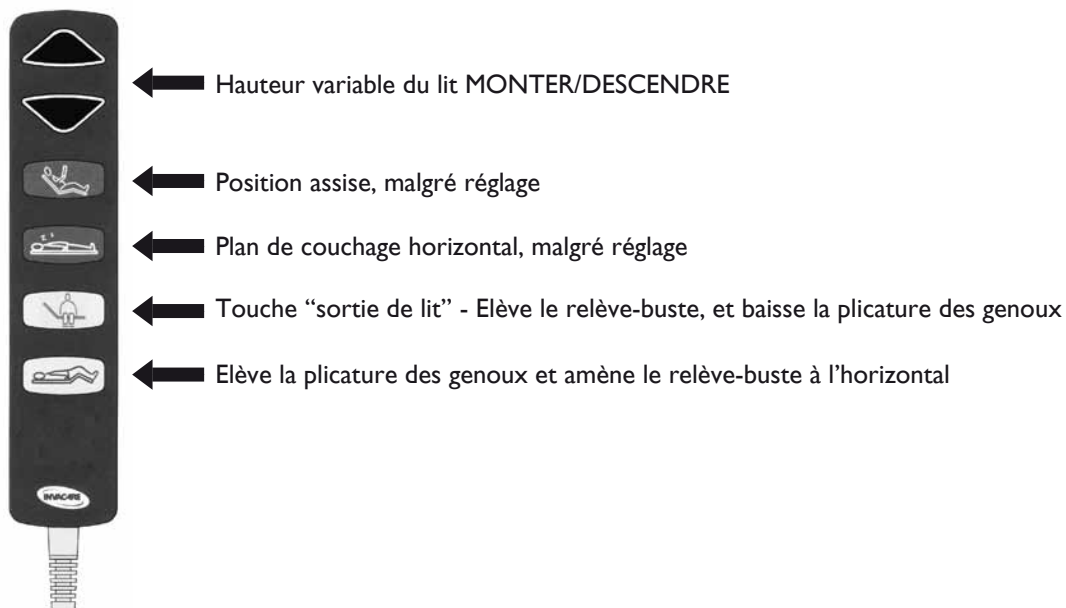 Hauteur variable du lit MONTER/DESCENDRE
Position assise, malgré réglage
z z
Plan de couchage horizontal, malgré réglage
Touche “sortie de lit” - Elève le relève-buste, et baisse la plicature des genoux
Elève la plicature des genoux et amène le relève-buste à l’horizontal
INVACARE